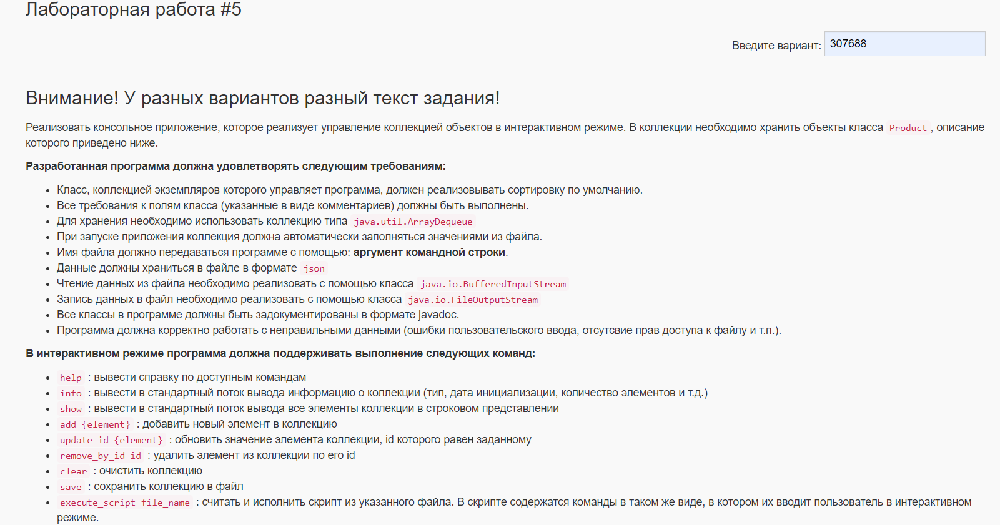 Лабораторная работа #5
Введите вариант: 307688
Внимание! У разных вариантов разный текст задания!
Реализовать консольное приложение, которое реализует управление коллекцией объектов в интерактивном режиме. В коллекции необходимо хранить объекты класса Product, описание
которого приведено ниже.
Разработанная программа должна удовлетворять следующим требованиям:
• Класс, коллекцией экземпляров которого управляет программа, должен реализовывать сортировку по умолчанию.
• Все требования к полям класса (указанные в виде комментариев) должны быть выполнены.
• Для хранения необходимо использовать коллекцию типа java.util.ArrayDequeue
• При запуске приложения коллекция должна автоматически заполняться значениями из файла.
• Имя файла должно передаваться программе с помощью: аргумент командной строки.
• Данные должны храниться в файле в формате json
• Чтение данных из файла необходимо реализовать с помощью класса java.io.BufferedInputStream
• Запись данных в файл необходимо реализовать с помощью класса java.io.FileOutputStream
• Все классы в программе должны быть задокументированы в формате javadoc.
• Программа должна корректно работать с неправильными данными (ошибки пользовательского ввода, отсутсвие прав доступа к файлу и т.п.).
В интерактивном режиме программа должна поддерживать выполнение следующих команд:
• help : вывести справку по доступным командам
• info : вывести в стандартный поток вывода информацию о коллекции (тип, дата инициализации, количество элементов и т.д.)
• show : вывести в стандартный поток вывода все элементы коллекции в строковом представлении
• add {element} : добавить новый элемент в коллекцию
• update id {element} : обновить значение элемента коллекции, id которого равен заданному
• remove_by_id id : удалить элемент из коллекции по его id
• clear : очистить коллекцию
• save : сохранить коллекцию в файл
• execute_script file_name : считать и исполнить скрипт из указанного файла. В скрипте содержатся команды в таком же виде, в котором их вводит пользователь в интерактивном
режиме.